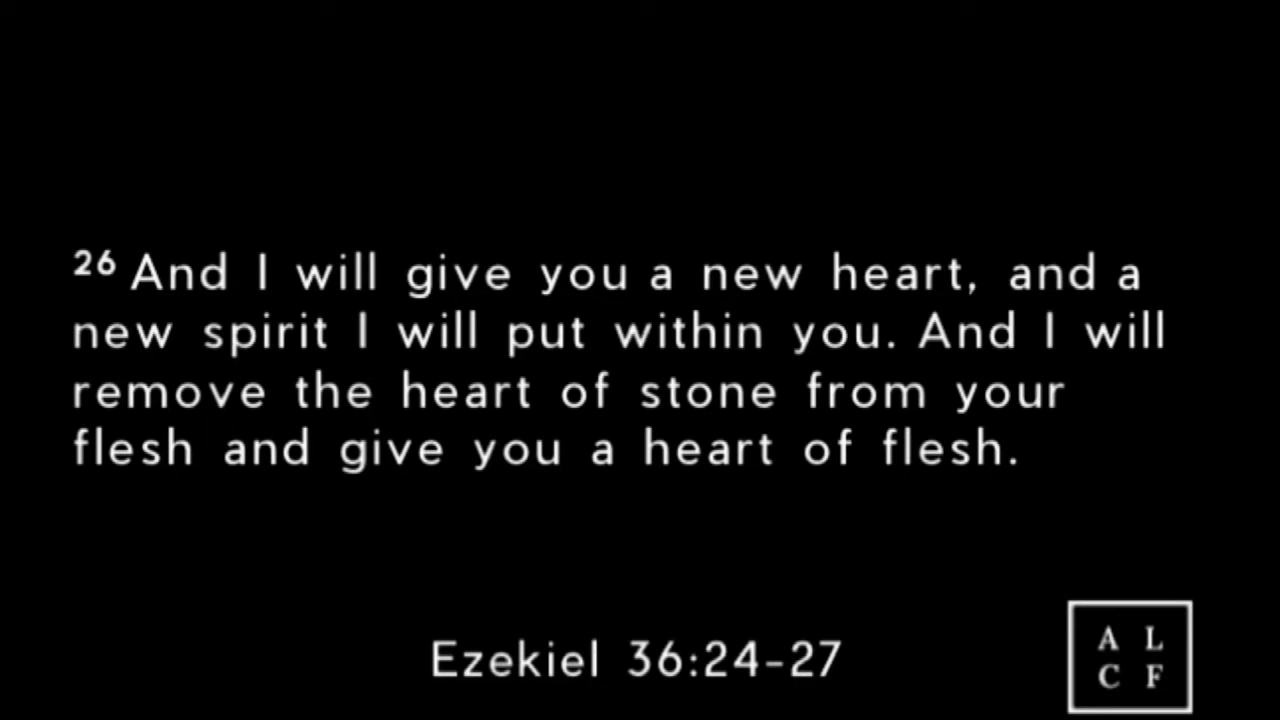 ²⁶ And I will give you a new heart, and a
new spirit I will put within you. And I will
remove the heart of stone from your
flesh and give you a heart of flesh.
Ezekiel 36:24-27
A L
C F